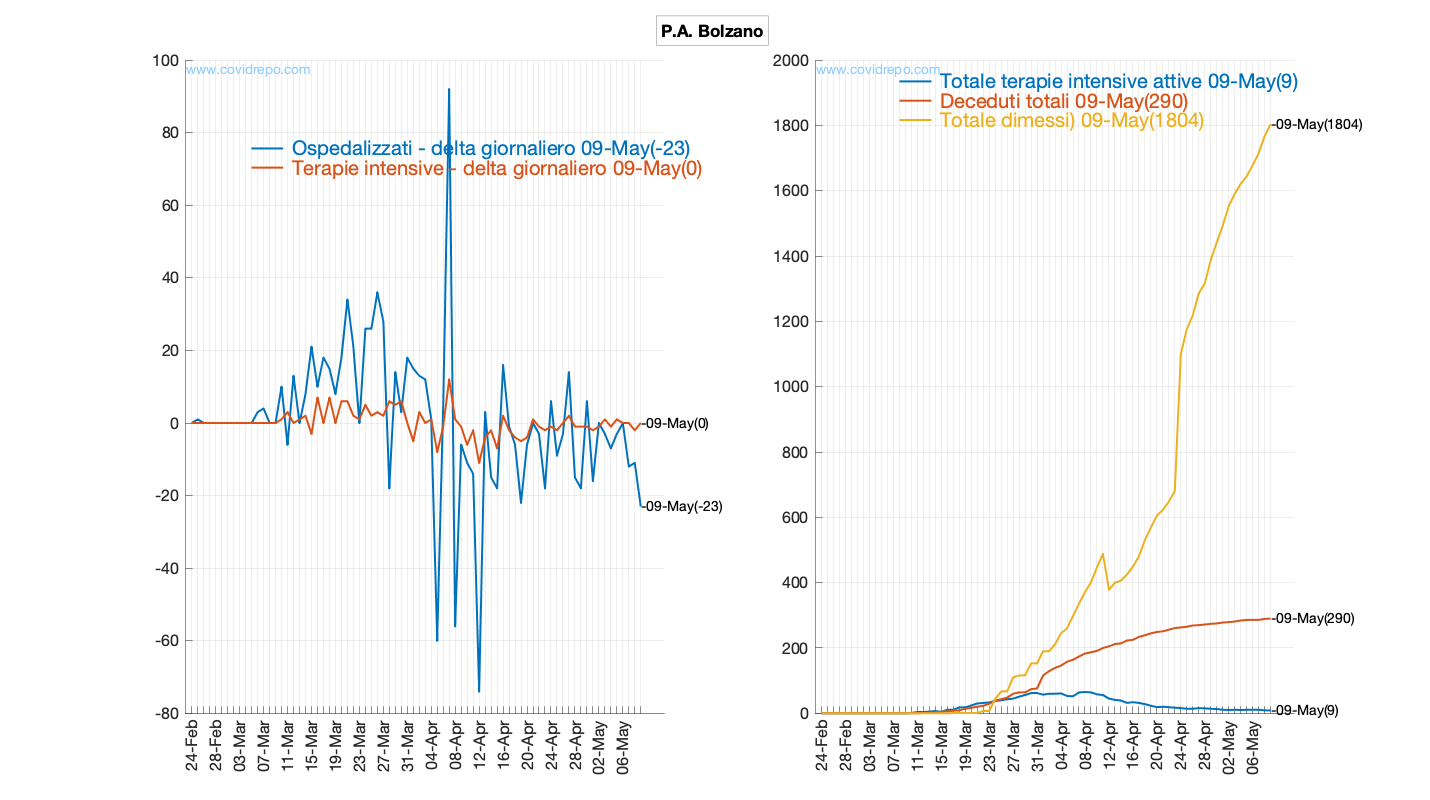 P.A. Bolzano
www.covidrepo.com
Ospedalizzati - delta giornaliero 09-May(-23)
Terapie intensive - delta giornaliero 09-May(0)
100
80
60
40
20
0
-20
-40
-60
-80
-09-May(0)
-09-May(-23)
24-Feb
28-Feb
03-Mar
07-Mar
11-Mar
15-Mar
19-Mar
23-Mar
27-Mar
31-Mar
04-Apr
08-Apr
12-Apr
16-Apr
20-Apr
24-Apr
28-Apr
02-May
06-May
www.covidrepo.com
Totale terapie intensive attive 09-May(9)
Deceduti totali 09-May(290)
Totale dimessi) 09-May(1804)
2000
1800
1600
1400
1200
1000
800
600
400
200
0
-09-May(1804)
-09-May(290)
-09-May(9)
24-Feb
28-Feb
03-Mar
07-Mar
11-Mar
15-Mar
19-Mar
23-Mar
27-Mar
31-Mar
04-Apr
08-Apr
12-Apr
16-Apr
20-Apr
24-Apr
28-Apr
02-May
06-May